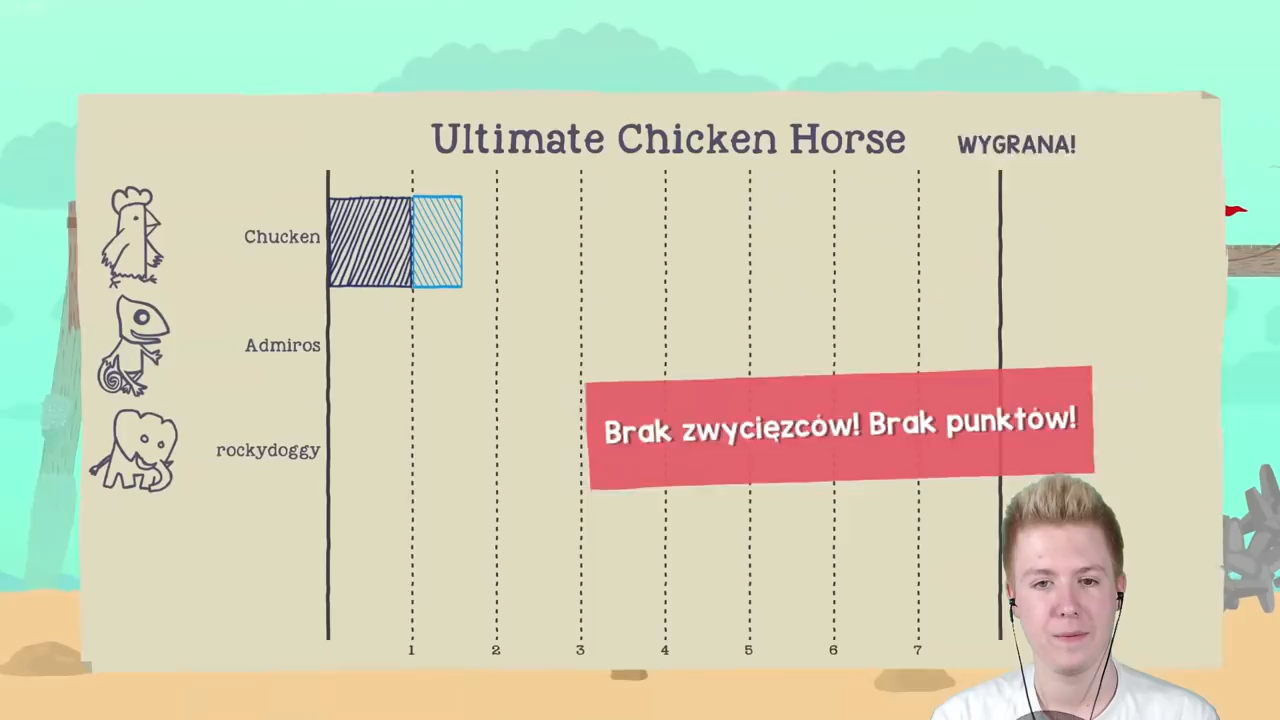 Ultimate Chicken Horse
WYGRANA!
Chucken
Admiros
Brak zwycięzców! Brak punktów!
rockydoggy
1 2 3 4 5 6 7